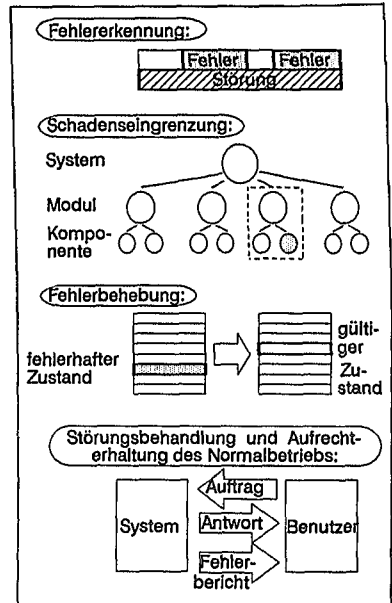 Fehlererkennung:
Fehler Fehler
Störung
Schadenseingrenzung:
System
Modul
Kompo-
nente
Fehlerbehebung:
fehlerhafter
Zustand
gülti-
ger
Zu-
stand
Störungsbehandlung und Aufrecht-
erhaltung des Normalbetriebs:
Auftrag
System Antwort Benutzer
Fehler-
bericht